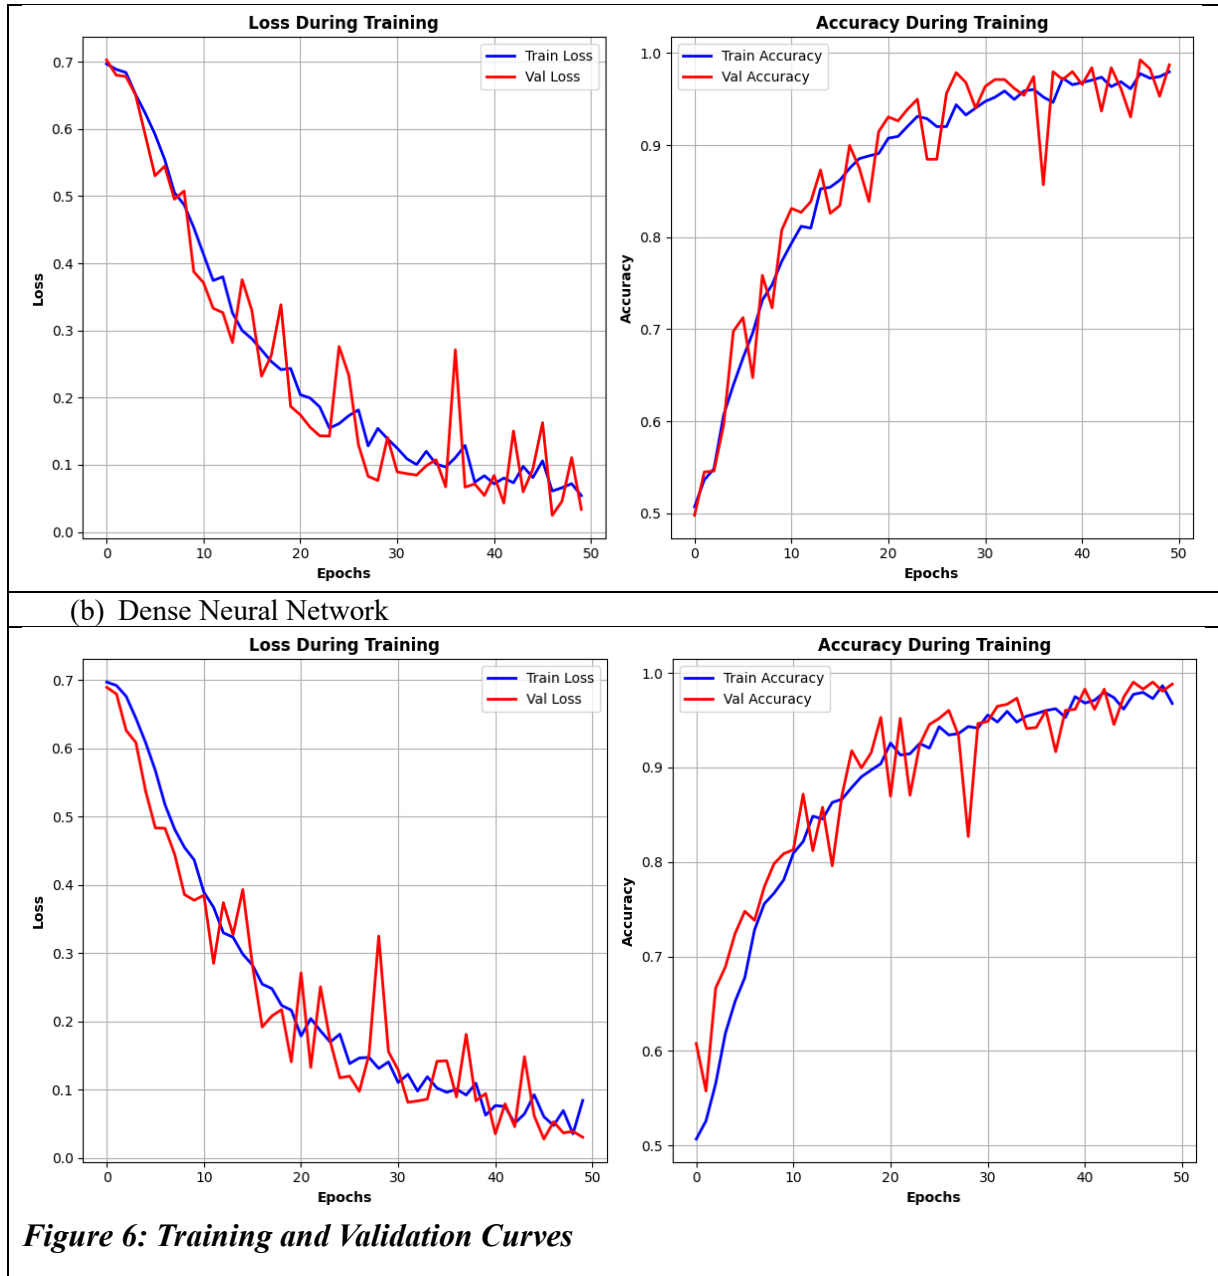 Loss During Training
Accuracy During Training
Train Loss
Val Loss
Train Accuracy
Val Accuracy
0.7
0.6
0.5
0.4
0.3
0.2
0.1
0.0
Loss
0 10 20 30 40 50
Epochs
1.0
0.9
0.8
0.7
0.6
0.5
Accuracy
0 10 20 30 40 50
Epochs
(b) Dense Neural Network
Loss During Training
Accuracy During Training
Train Loss
Val Loss
Train Accuracy
Val Accuracy
0.7
0.6
0.5
0.4
0.3
0.2
0.1
0.0
Loss
0 10 20 30 40 50
Epochs
1.0
0.9
0.8
0.7
0.6
0.5
Accuracy
0 10 20 30 40 50
Epochs
Figure 6: Training and Validation Curves